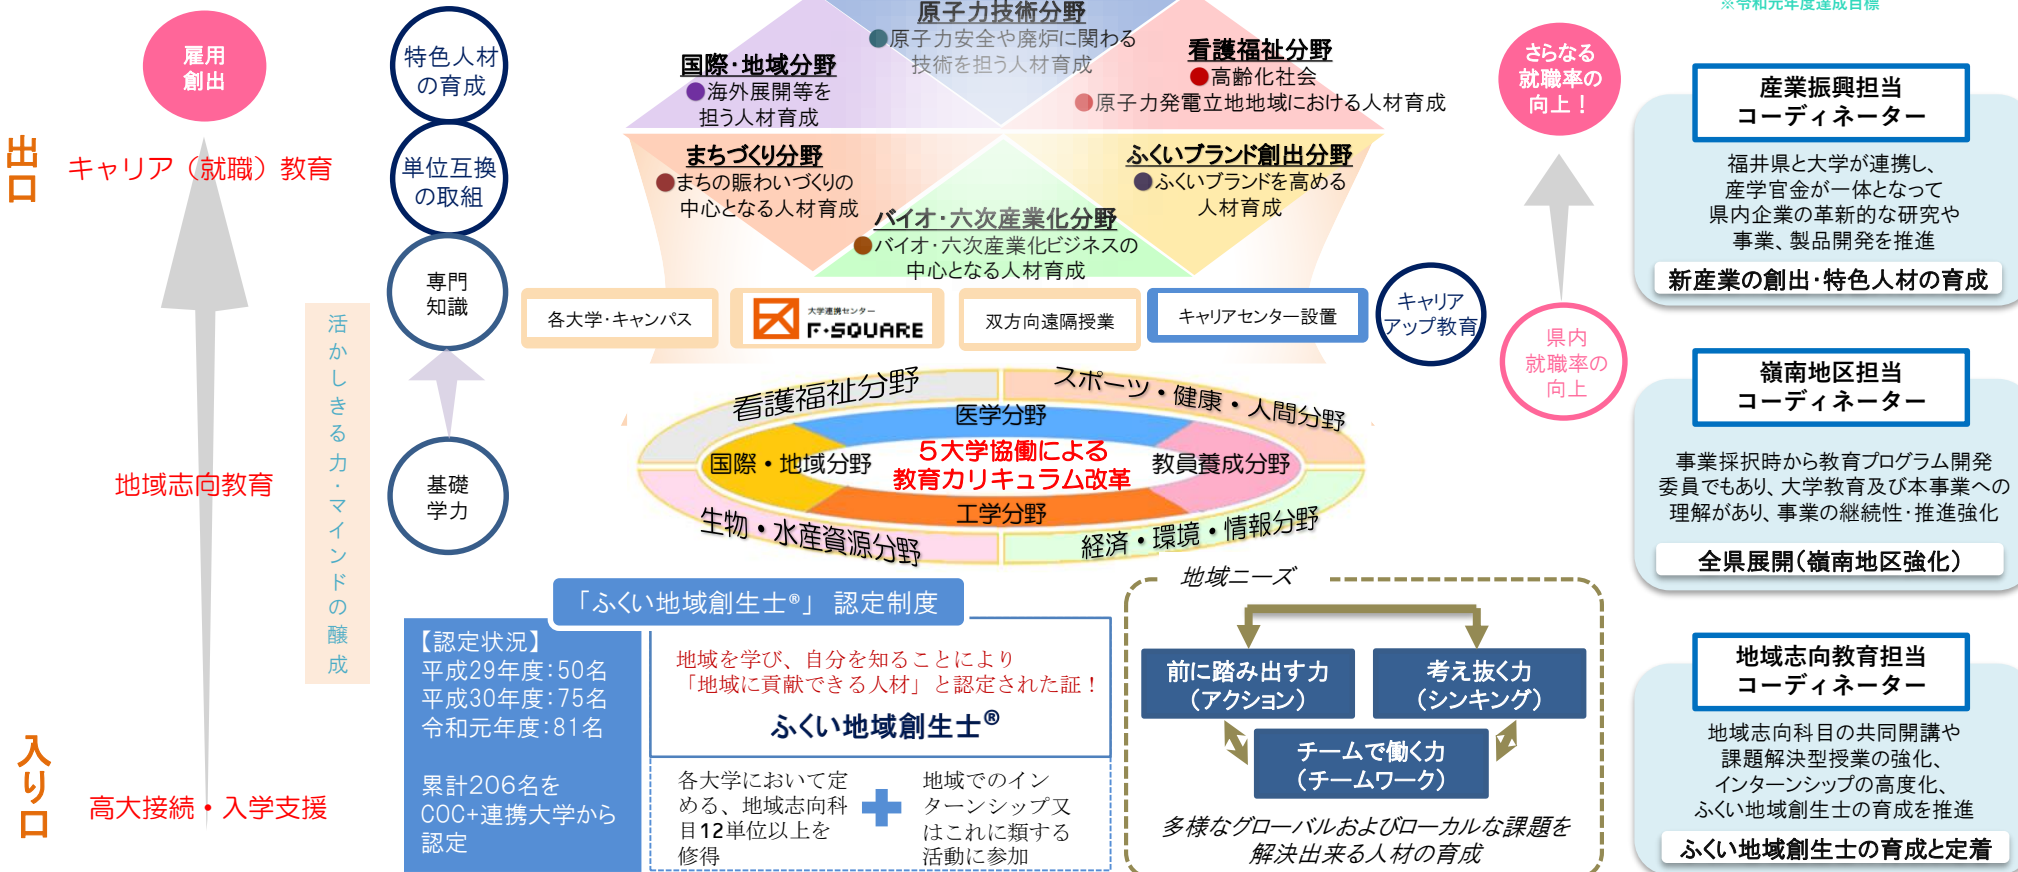 ※令和元年度達成目標
雇用
創出
出口
キャリア（就職）教育
地域志向教育
入り口
高大接続・入学支援
活かしきる力・マインドの醸成
特色人材
の育成
単位互換
の取組
専門
知識
基礎
学力
原子力技術分野
●原子力安全や廃炉に関わる
技術を担う人材育成
国際・地域分野
●海外展開等を
担う人材育成
看護福祉分野
●高齢化社会
●原子力発電立地地域における人材育成
まちづくり分野
●まちの賑わいづくりの
中心となる人材育成
ふくいブランド創出分野
●ふくいブランドを高める
人材育成
バイオ・六次産業化分野
●バイオ・六次産業化ビジネスの
中心となる人材育成
各大学・キャンパス
大学連携センター
F・SQUARE
双方向遠隔授業
キャリアセンター設置
キャリア
アップ教育
看護福祉分野
スポーツ・健康・人間分野
医学分野
国際・地域分野
５大学協働による
教育カリキュラム改革
教員養成分野
工学分野
生物・水産資源分野
経済・環境・情報分野
「ふくい地域創生士®」 認定制度
【認定状況】
平成29年度：50名
平成30年度：75名
令和元年度：81名
累計206名を
COC+連携大学から
認定
地域を学び、自分を知ることにより
「地域に貢献できる人材」と認定された証！
ふくい地域創生士®
各大学において定
める、地域志向科
目12単位以上を
修得
地域でのイン
ターンシップ又
はこれに類する
活動に参加
地域ニーズ
前に踏み出す力
（アクション）
考え抜く力
（シンキング）
チームで働く力
（チームワーク）
多様なグローバルおよびローカルな課題を
解決出来る人材の育成
さらなる
就職率の
向上！
県内
就職率の
向上
産業振興担当
コーディネーター
福井県と大学が連携し、
産学官金が一体となって
県内企業の革新的な研究や
事業、製品開発を推進
新産業の創出・特色人材の育成
嶺南地区担当
コーディネーター
事業採択時から教育プログラム開発
委員でもあり、大学教育及び本事業への
理解があり、事業の継続性・推進強化
全県展開（嶺南地区強化）
地域志向教育担当
コーディネーター
地域志向科目の共同開講や
課題解決型授業の強化、
インターンシップの高度化、
ふくい地域創生士の育成を推進
ふくい地域創生士の育成と定着